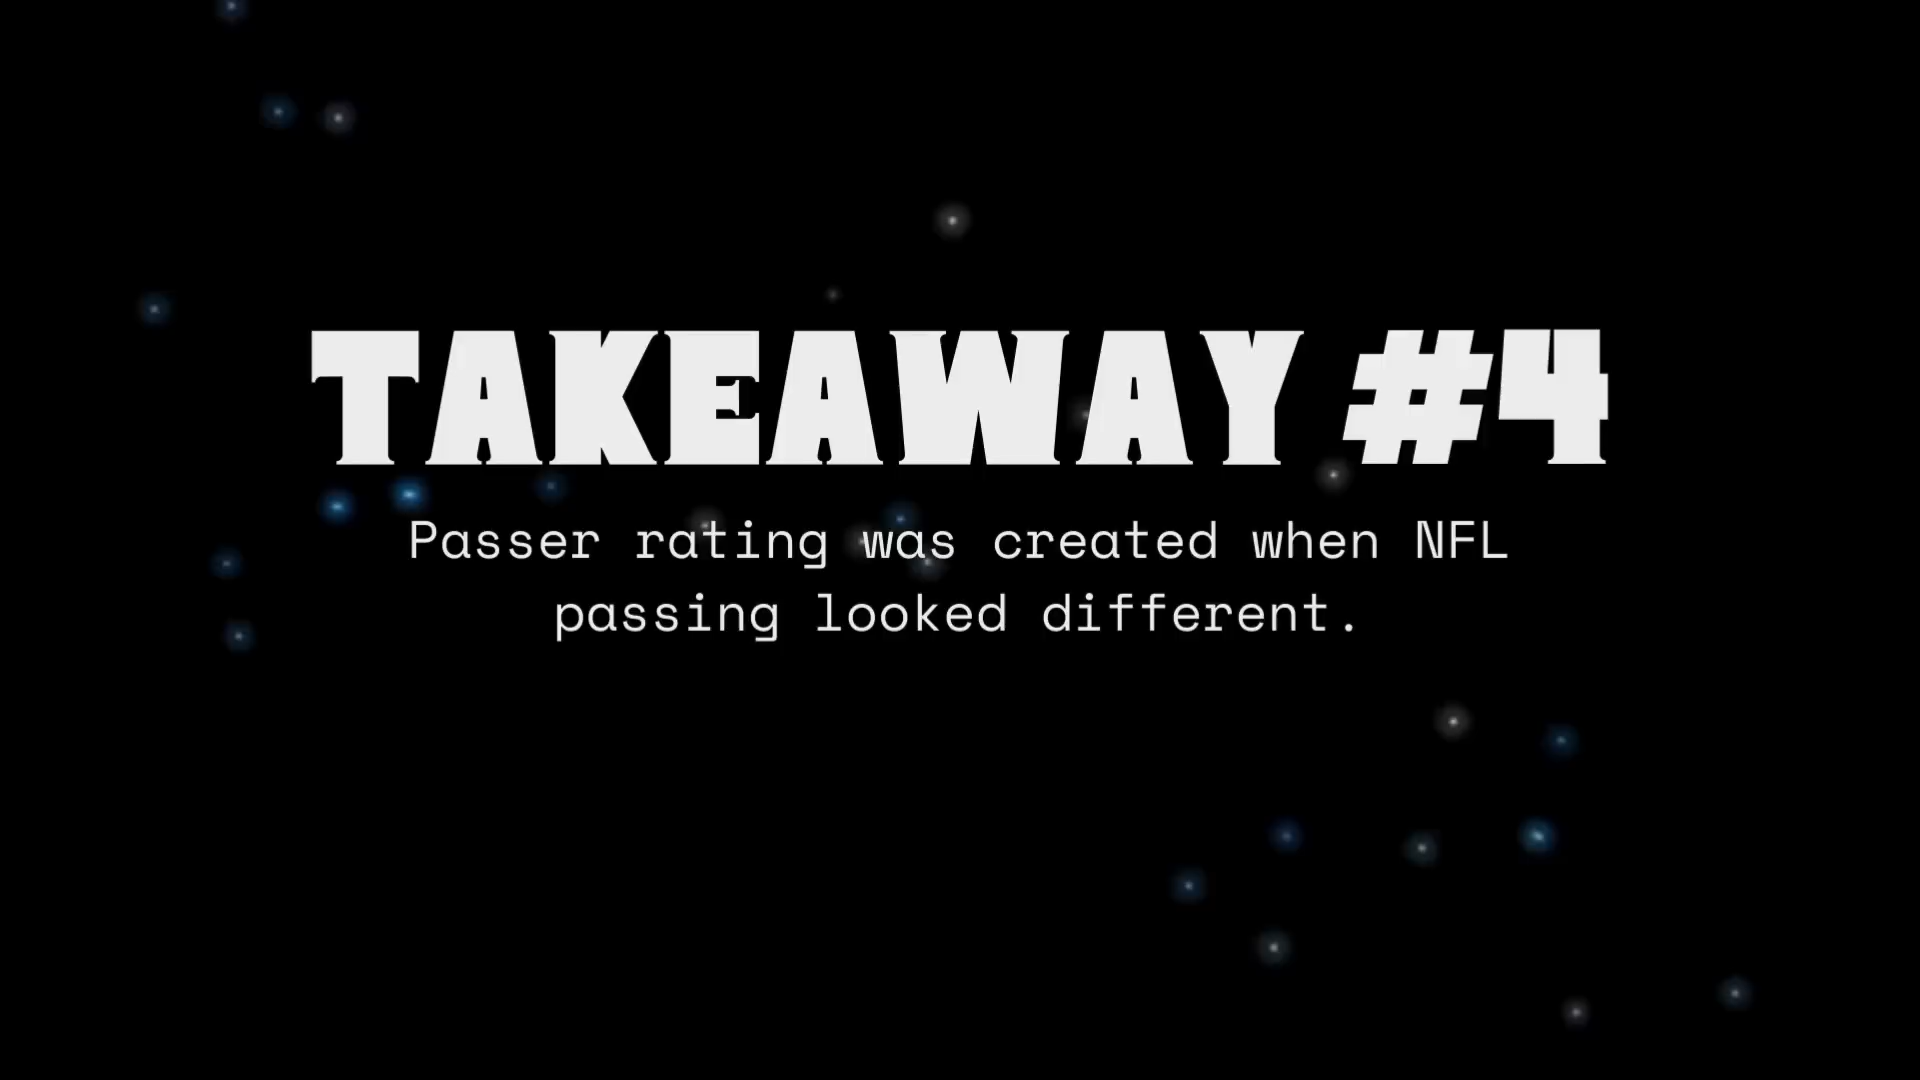 TAKEAWAY #4
Passer rating was created when NFL
passing looked different.